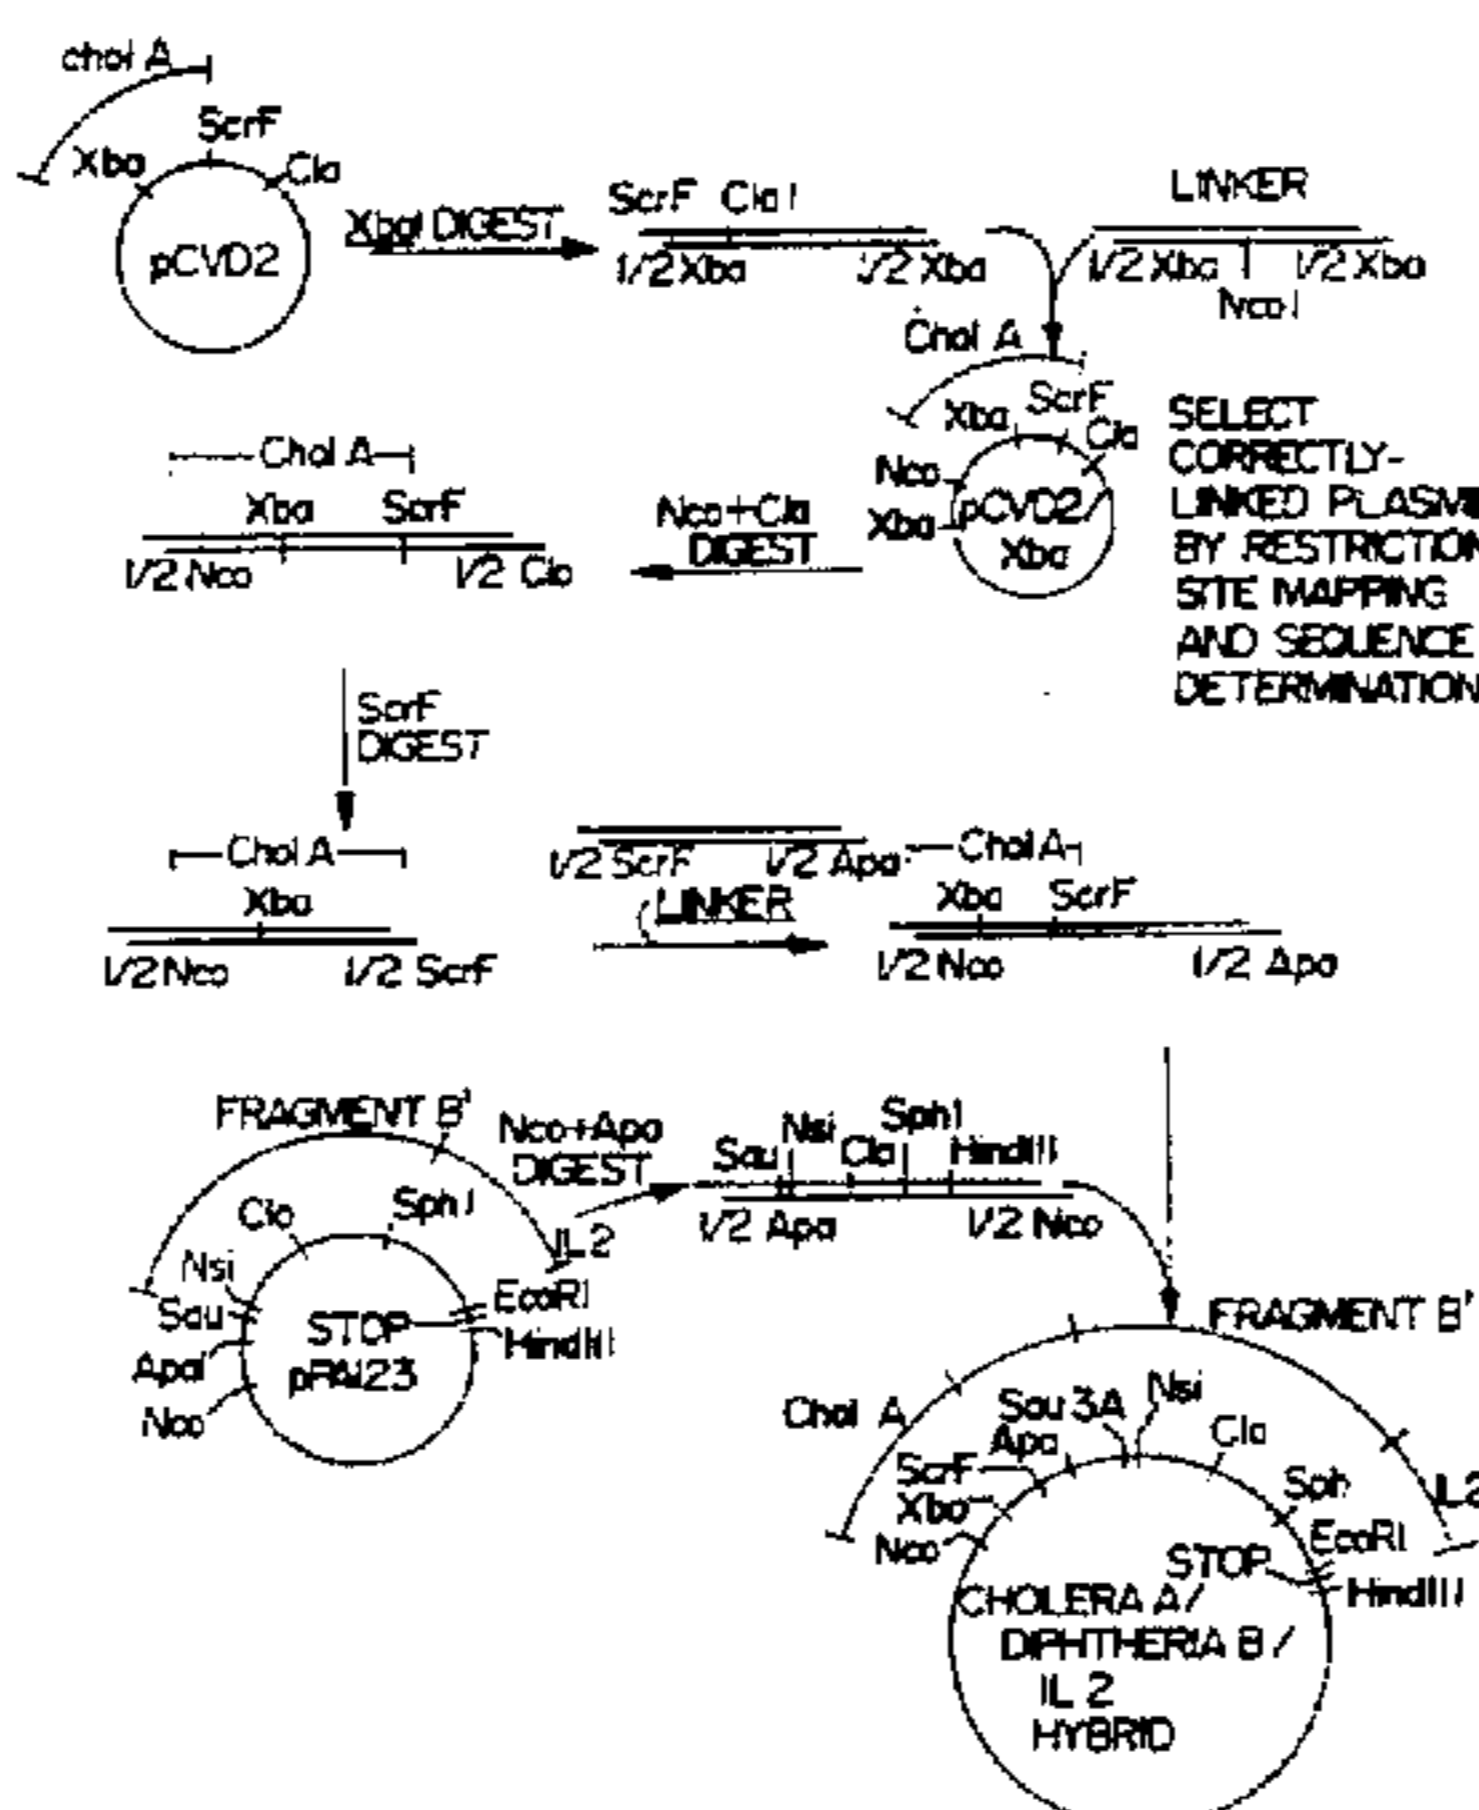 chol A
ScrF
Xba
Cla
pCVD2
XbaI DIGEST
ScrF ClaI
1/2 Xba
1/2 Xba
LINKER
1/2 Xba
1/2 Xba
NcoI
Chol A
Xba
ScrF
Cla
Nco
Xba
pCVD2/
Xba
SELECT
CORRECTLY-
LINKED
BY RESTRICTION
SITE MAPPING
AND SEQUENCE
DETERMINATION
Nco+Cla
DIGEST
Chol A
Xba
ScrF
1/2 Nco
1/2 Cla
ScrF
DIGEST
Chol A
Xba
1/2 Nco
1/2 ScrF
1/2 ScrF
1/2 Apa
LINKER
Chol A
Xba
ScrF
1/2 Nco
1/2 Apa
FRAGMENT B'
Cla
SphI
IL2
Nsi
Sau
ApaI
Nco
STOP
EcoRI
HindIII
Nco+Apa
DIGEST
Sau
Nsi
Cla
SphI
HindIII
1/2 Apa
1/2 Nco
FRAGMENT B'
Chol A
Sau 3A
Nsi
Apa
Cla
ScrF
Xba
Nco
Sph
IL2
EcoRI
STOP
HindIII
CHOLERA A/
DIPHTHERIA B/
IL 2
HYBRID